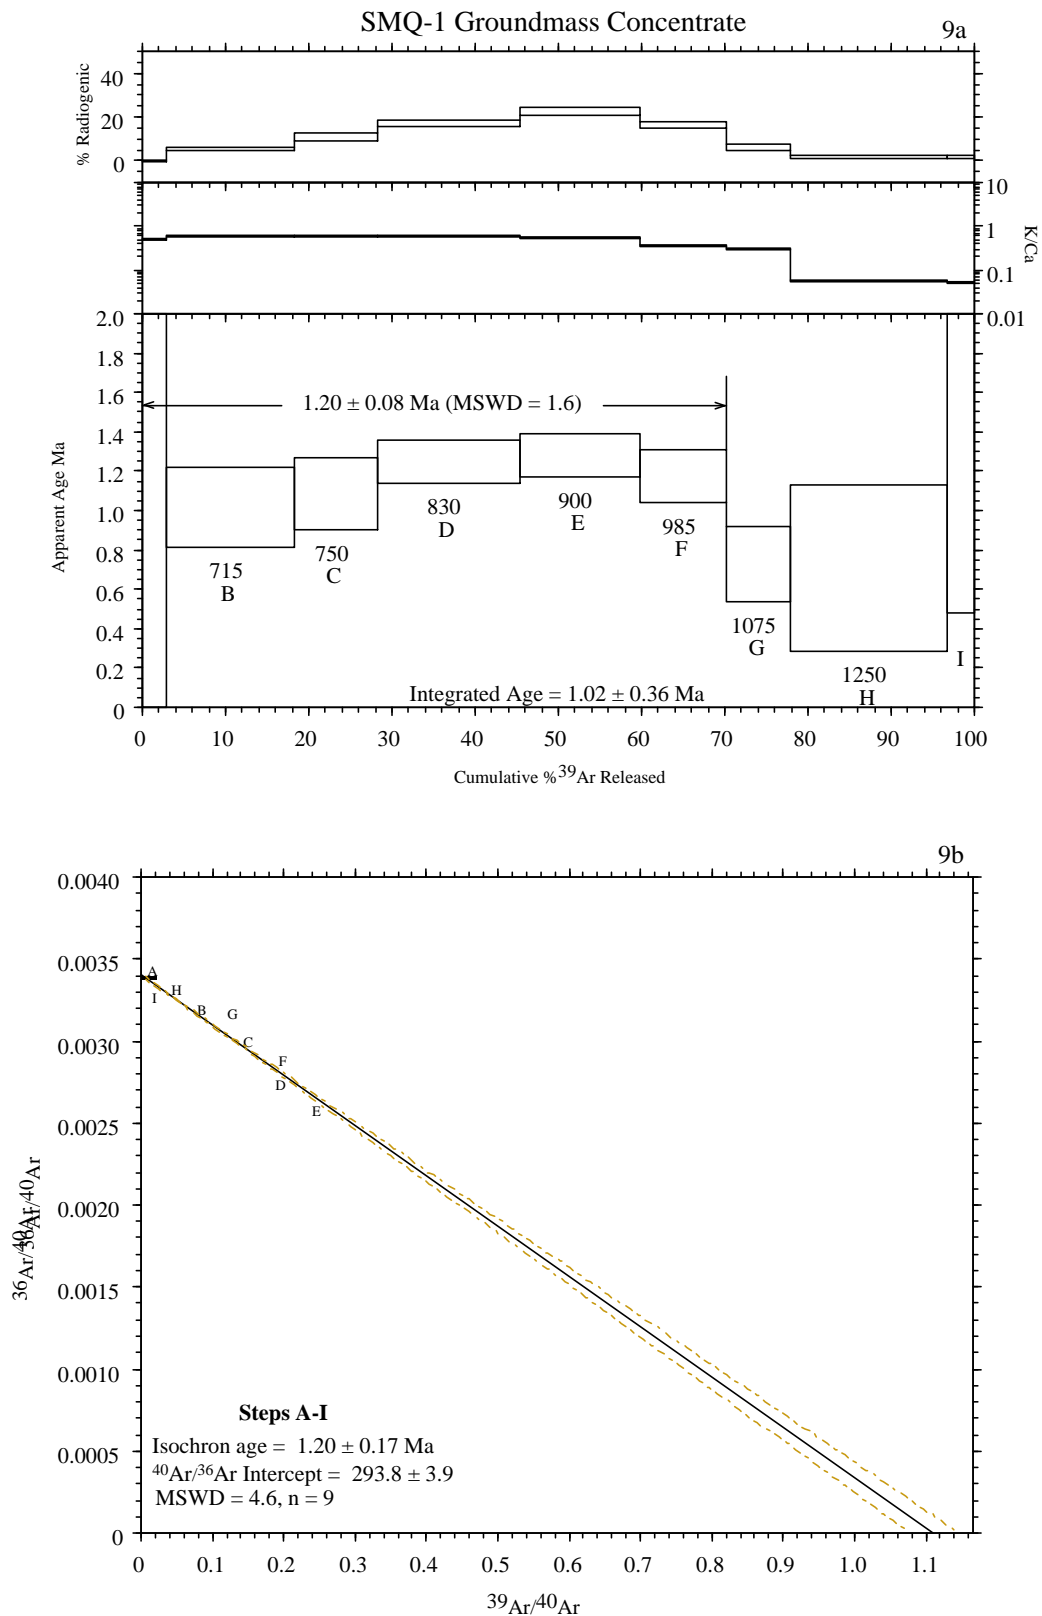 SMQ-1 Groundmass Concentrate
9a
% Radiogenic
40
20
0
10
1
0.1
0.01
K/Ca
Apparent Age Ma
2.0
1.8
1.6
1.4
1.2
1.0
0.8
0.6
0.4
0.2
0
1.20 ± 0.08 Ma (MSWD = 1.6)
715
B
750
C
830
D
900
E
985
F
1075
G
1250
H
I
Integrated Age = 1.02 ± 0.36 Ma
0 10 20 30 40 50 60 70 80 90 100
Cumulative %39Ar Released
9b
0.0040
0.0035
0.0030
0.0025
0.0020
0.0015
0.0010
0.0005
0
36Ar/40Ar
36Ar/40Ar
A
I
H
B
G
C
F
D
E
Steps A-I
Isochron age = 1.20 ± 0.17 Ma
40Ar/36Ar Intercept = 293.8 ± 3.9
MSWD = 4.6, n = 9
0 0.1 0.2 0.3 0.4 0.5 0.6 0.7 0.8 0.9 1.0 1.1
39Ar/40Ar